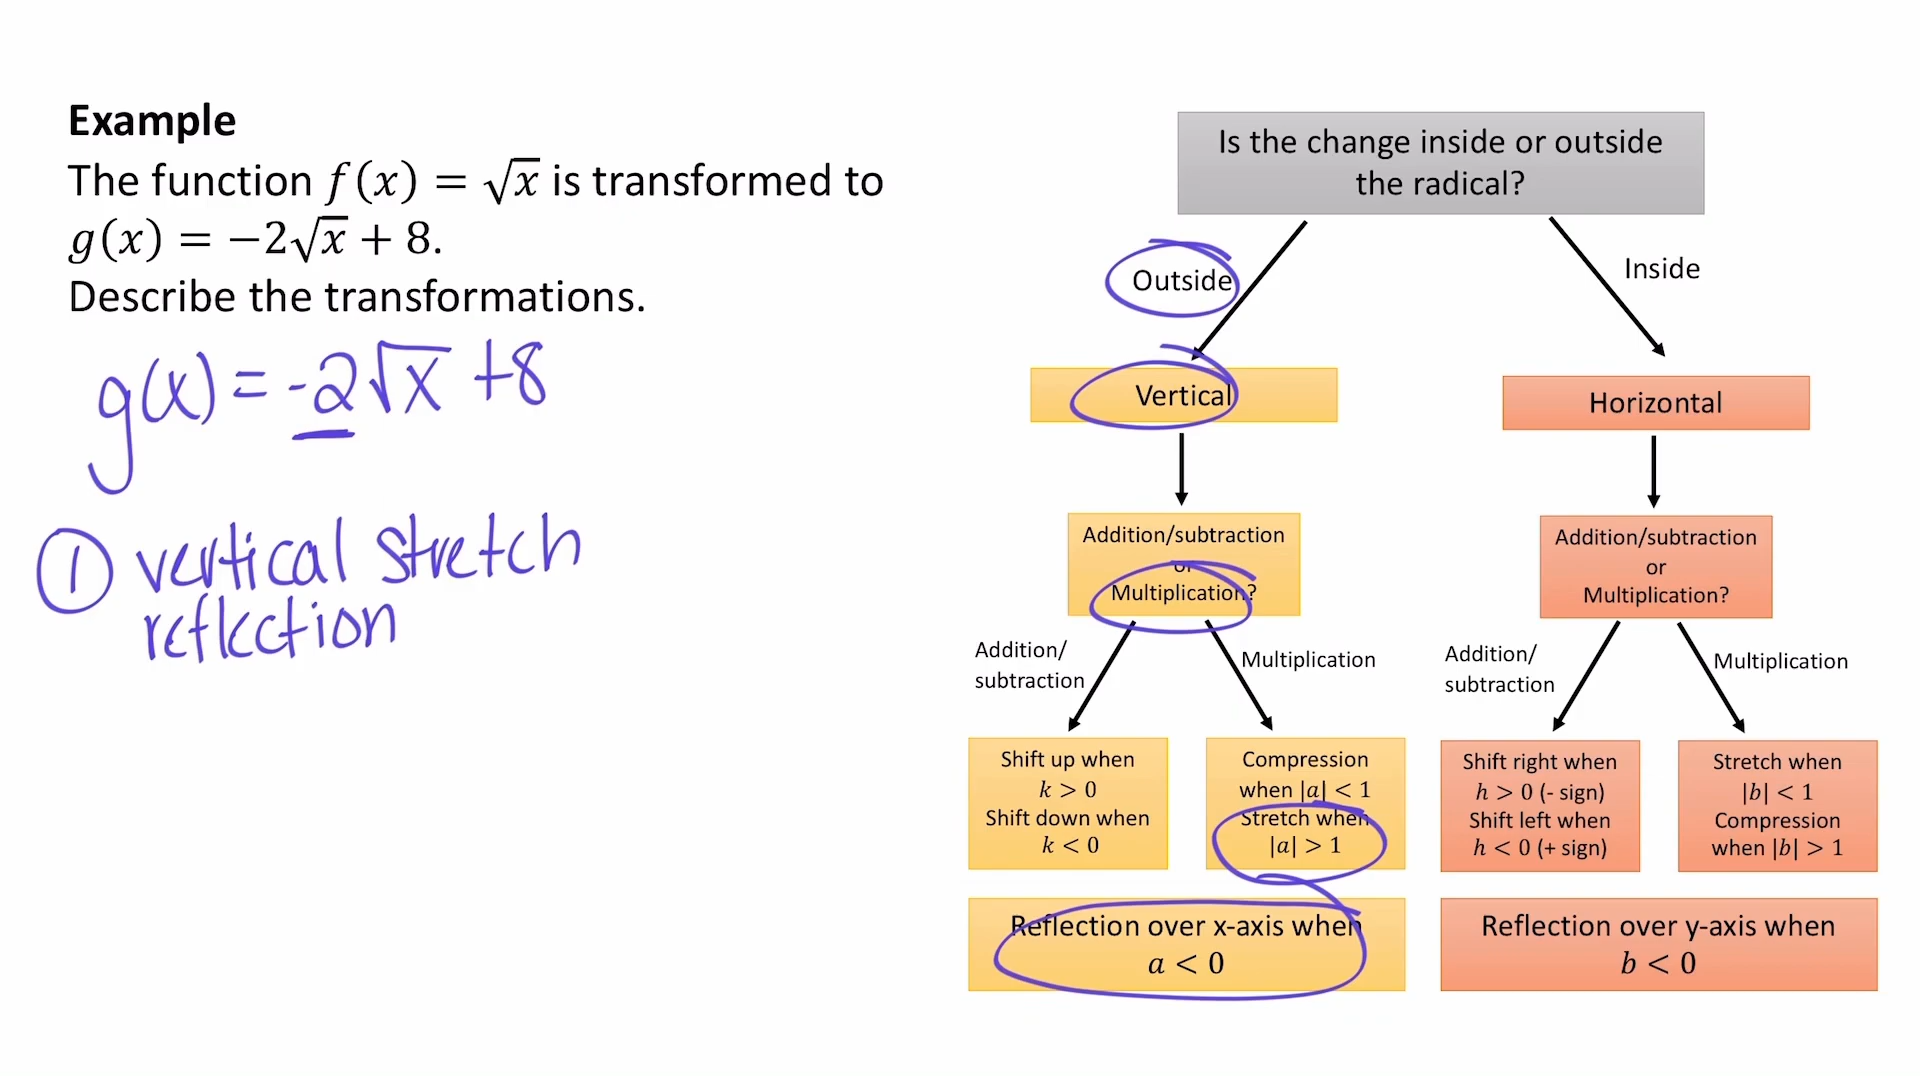 Example
The function f(x) = √x is transformed to
g(x) = −2√x + 8.
Describe the transformations.
g(x) = -2√x +8
① vertical stretch
reflection
Is the change inside or outside
the radical?
Outside
Inside
Vertical
Horizontal
Addition/subtraction
or
Multiplication?
Addition/subtraction
or
Multiplication?
Addition/
subtraction
Multiplication
Addition/
subtraction
Multiplication
Shift up when
k > 0
Shift down when
k < 0
Compression
when |a| < 1
Stretch when
|a| > 1
Shift right when
h > 0 (- sign)
Shift left when
h < 0 (+ sign)
Stretch when
|b| < 1
Compression
when |b| > 1
Reflection over x-axis when
a < 0
Reflection over y-axis when
b < 0